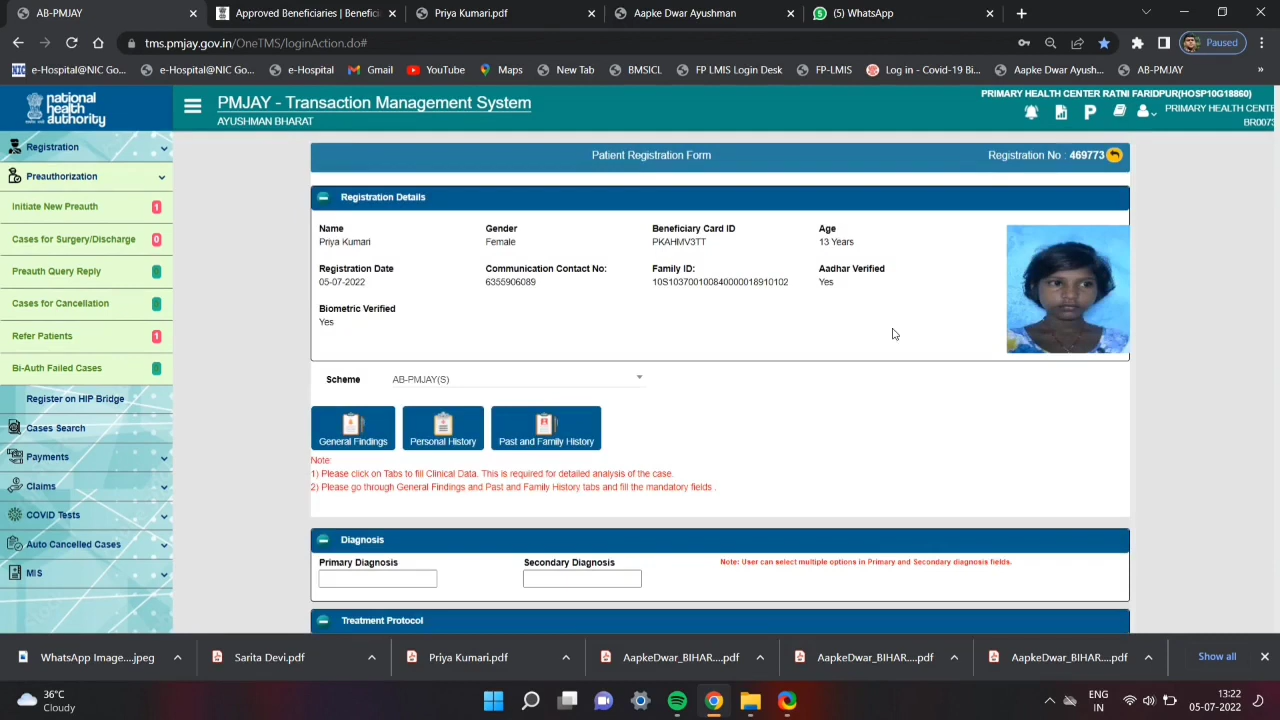 AB-PMJAY
Approved | Benefici
Priya Kumari.pdf
Aapke Dwar Ayushman
(5) WhatsApp
tms.pmjay.gov.in/OneTMS/loginAction.do#
Paused
e-Hospital@NIC Go...
e-Hospital@NIC Go...
e-Hospital
Gmail
YouTube
Maps
New Tab
BMSICL
FP LMIS Login Desk
FP-LMIS
Log in - Covid-19 Bi...
Aapke Dwar Ayush...
AB-PMJAY
national
health
authority
PMJAY - Transaction Management System
AYUSHMAN BHARAT
PRIMARY HEALTH CENTER RATNI FARIDPUR(HOSP10G18860)
PRIMARY HEALTH CENTE
BR0073
Registration
Preauthorization
Initiate New Preauth 1
Cases for Surgery/Discharge 0
Preauth Query Reply
Cases for Cancellation
Refer Patients 1
Bi-Auth Failed Cases
Register on HIP Bridge
Cases Search
Payments
Claims
COVID Tests
Auto Cancelled Cases
MIS
Patient Registration Form
Registration No : 469773
Registration Details
Name Gender Beneficiary Card ID Age
Priya Kumari Female PKAHMV3TT 13 Years
Registration Date Communication Contact No: Family ID: Aadhar Verified
05-07-2022 6355906089 10S10370010084000001891010​2 Yes
Biometric Verified
Yes
Scheme AB-PMJAY(S)
General Findings Personal History Past and Family History
Note:
1) Please click on Tabs to fill Clinical Data. This is required for detailed analysis of the case.
2) Please go through General Findings and Past and Family History tabs and fill the mandatory fields .
Diagnosis
Primary Diagnosis Secondary Diagnosis Note: User can select multiple options in Primary and Secondary diagnosis fields.
Treatment Protocol
WhatsApp Image....jpeg
Sarita Devi.pdf
Priya Kumari.pdf
AapkeDwar_BIHAR....pdf
AapkeDwar_BIHAR....pdf
AapkeDwar_BIHAR....pdf
Show all
36°C
Cloudy
ENG
IN
13:22
05-07-2022